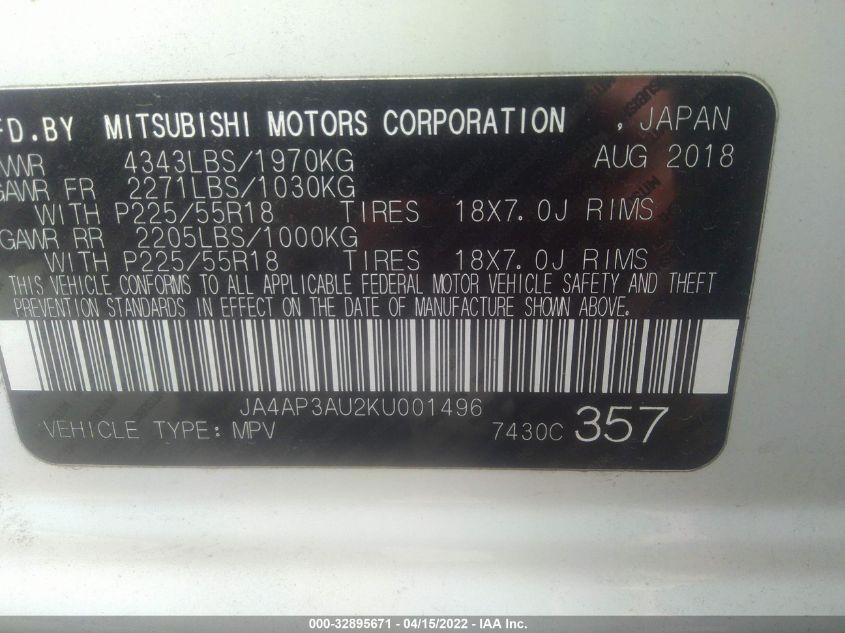 FD.BY MITSUBISHI MOTORS CORPORATION , JAPAN
VWR 4343LBS/1970KG AUG 2018
GAWR FR 2271LBS/1030KG
WITH P225/55R18 TIRES 18X7.0J RIMS
GAWR RR 2205LBS/1000KG
WITH P225/55R18 TIRES 18X7.0J RIMS
THIS VEHICLE CONFORMS TO ALL APPLICABLE FEDERAL MOTOR VEHICLE SAFETY AND THEFT
PREVENTION STANDARDS IN EFFECT ON THE DATE OF MANUFACTURE SHOWN ABOVE.
JA4AP3AU2KU001496
VEHICLE TYPE: MPV 7430C 357
000-32895671 - 04/15/2022 - IAA Inc.